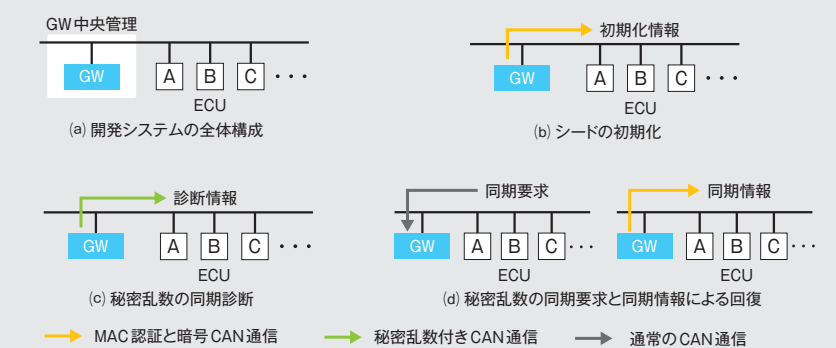 GW中央管理
GW A B C ・・・
ECU
(a) 開発システムの全体構成
初期化情報
GW A B C ・・・
ECU
(b) シードの初期化
診断情報
GW A B C ・・・
ECU
(c) 秘密乱数の同期診断
同期要求
GW A B C ・・・
ECU
同期情報
GW A B C ・・・
ECU
(d) 秘密乱数の同期要求と同期情報による回復
MAC認証と暗号CAN通信
秘密乱数付きCAN通信
通常のCAN通信